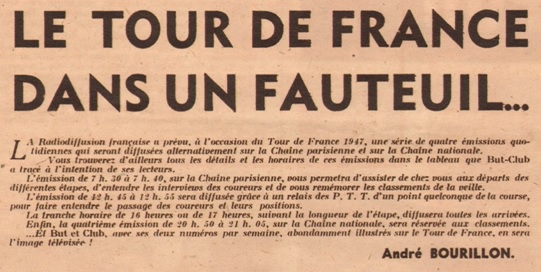 LE TOUR DE FRANCE
DANS UN FAUTEUIL...
LA Radiodiffusion française a prévu, à l'occasion du Tour de France 1947, une série de quatre émissions quo-
tidiennes qui seront diffusées alternativement sur la Chaîne parisienne et sur la Chaîne nationale.
Vous trouverez d'ailleurs tous les détails et les horaires de ces émissions dans le tableau que But-Club
a tracé à l'intention de ses lecteurs.
L'émission de 7 h. 30 à 7 h. 40, sur la Chaîne parisienne, vous permettra d'assister de chez vous aux départs des
différentes étapes, d'entendre les interviews des coureurs et de vous remémorer les classements de la veille.
L'émission de 12 h. 45 à 12 h. 55 sera diffusée grâce à un relais des P. T. T. d'un point quelconque de la course,
pour faire entendre le passage des coureurs et leurs positions.
La tranche horaire de 16 heures ou de 17 heures, suivant la longueur de l'étape, diffusera toutes les arrivées.
Enfin, la quatrième émission de 20 h. 50 à 21 h. 05, sur la Chaîne nationale, sera réservée aux classements.
...Et But et Club, avec ses deux numéros par semaine, abondamment illustrés sur le Tour de France, en sera
l'image télévisée !
André BOURILLON.